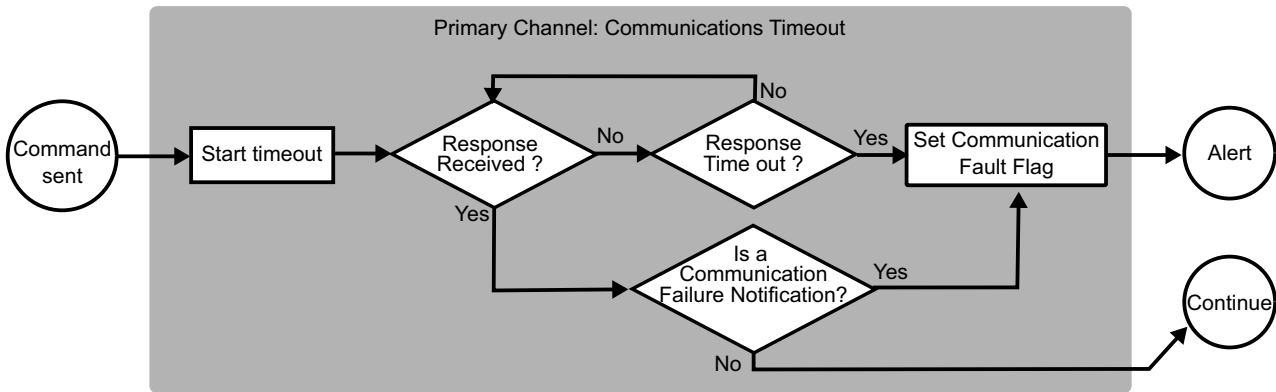 Primary Channel: Communications Timeout
Command
sent
Start timeout
Response
Received ?
No
Yes
No
Response
Time out ?
Yes
Set Communication
Fault Flag
Alert
Is a
Communication
Failure Notification?
Yes
No
Continue